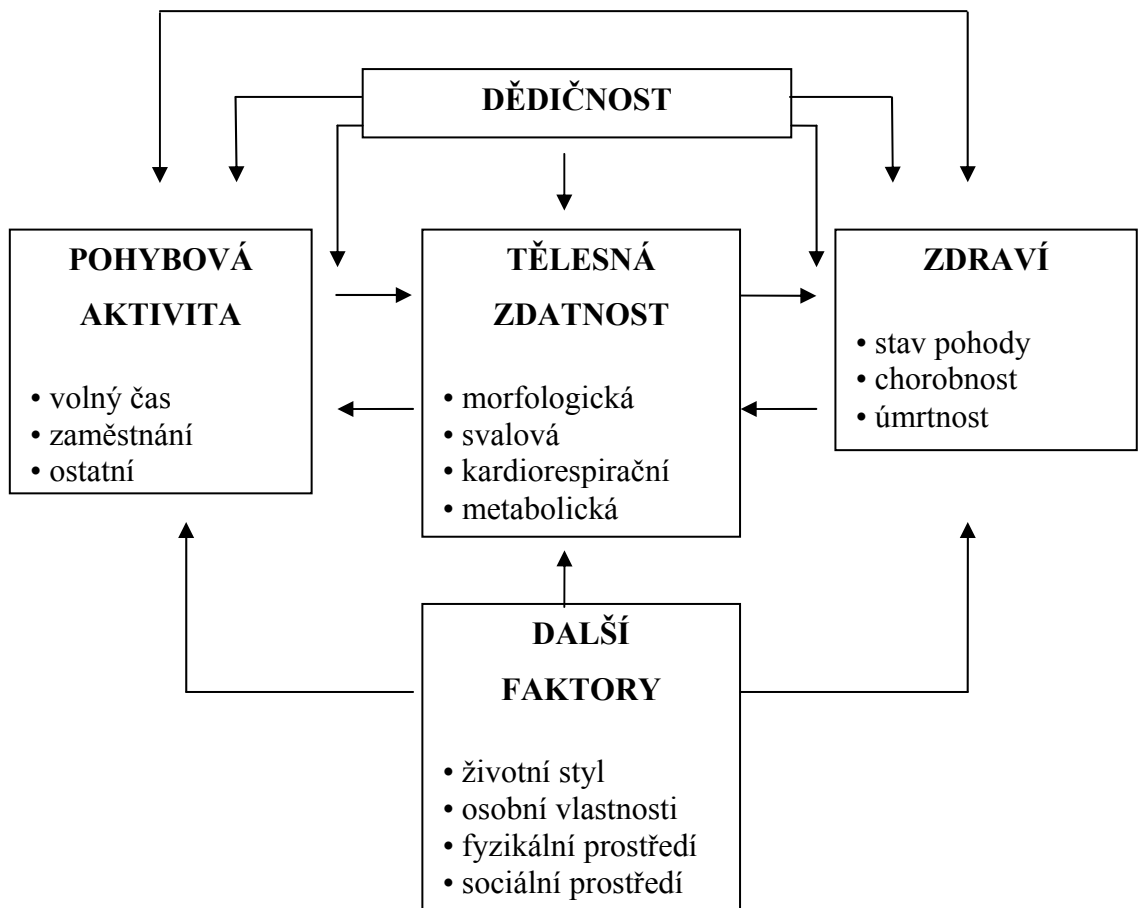 DĚDIČNOST
POHYBOVÁ
AKTIVITA
• volný čas
• zaměstnání
• ostatní
TĚLESNÁ
ZDATNOST
• morfologická
• svalová
• kardiorespirační
• metabolická
ZDRAVÍ
• stav pohody
• chorobnost
• úmrtnost
DALŠÍ
FAKTORY
• životní styl
• osobní vlastnosti
• fyzikální prostředí
• sociální prostředí